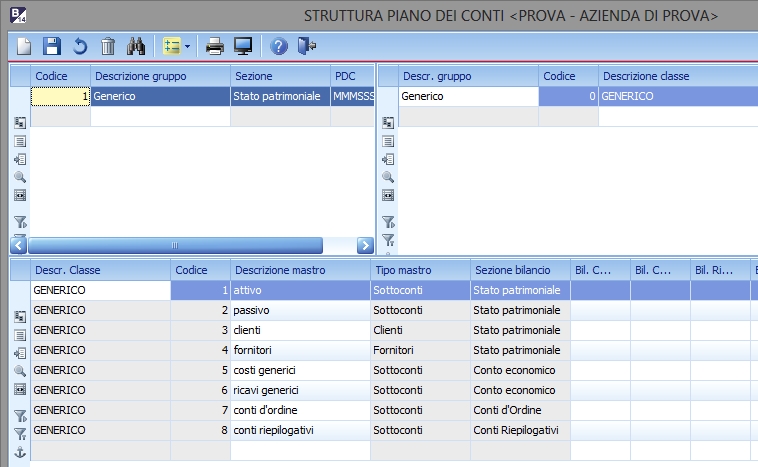 B 14 STRUTTURA PIANO DEI CONTI <PROVA - AZIENDA DI PROVA>
Codice Descrizione gruppo Sezione PDC
1 Generico Stato patrimoniale MMMSSS
Descr. gruppo Codice Descrizione classe
Generico 0 GENERICO
Descr. Classe Codice Descrizione mastro Tipo mastro Sezione bilancio Bil. C... Bil. C... Bil. Ri...
GENERICO 1 attivo Sottoconti Stato patrimoniale
GENERICO 2 passivo Sottoconti Stato patrimoniale
GENERICO 3 clienti Clienti Stato patrimoniale
GENERICO 4 fornitori Fornitori Stato patrimoniale
GENERICO 5 costi generici Sottoconti Conto economico
GENERICO 6 ricavi generici Sottoconti Conto economico
GENERICO 7 conti d'ordine Sottoconti Conti d'Ordine
GENERICO 8 conti riepilogativi Sottoconti Conti Riepilogativi